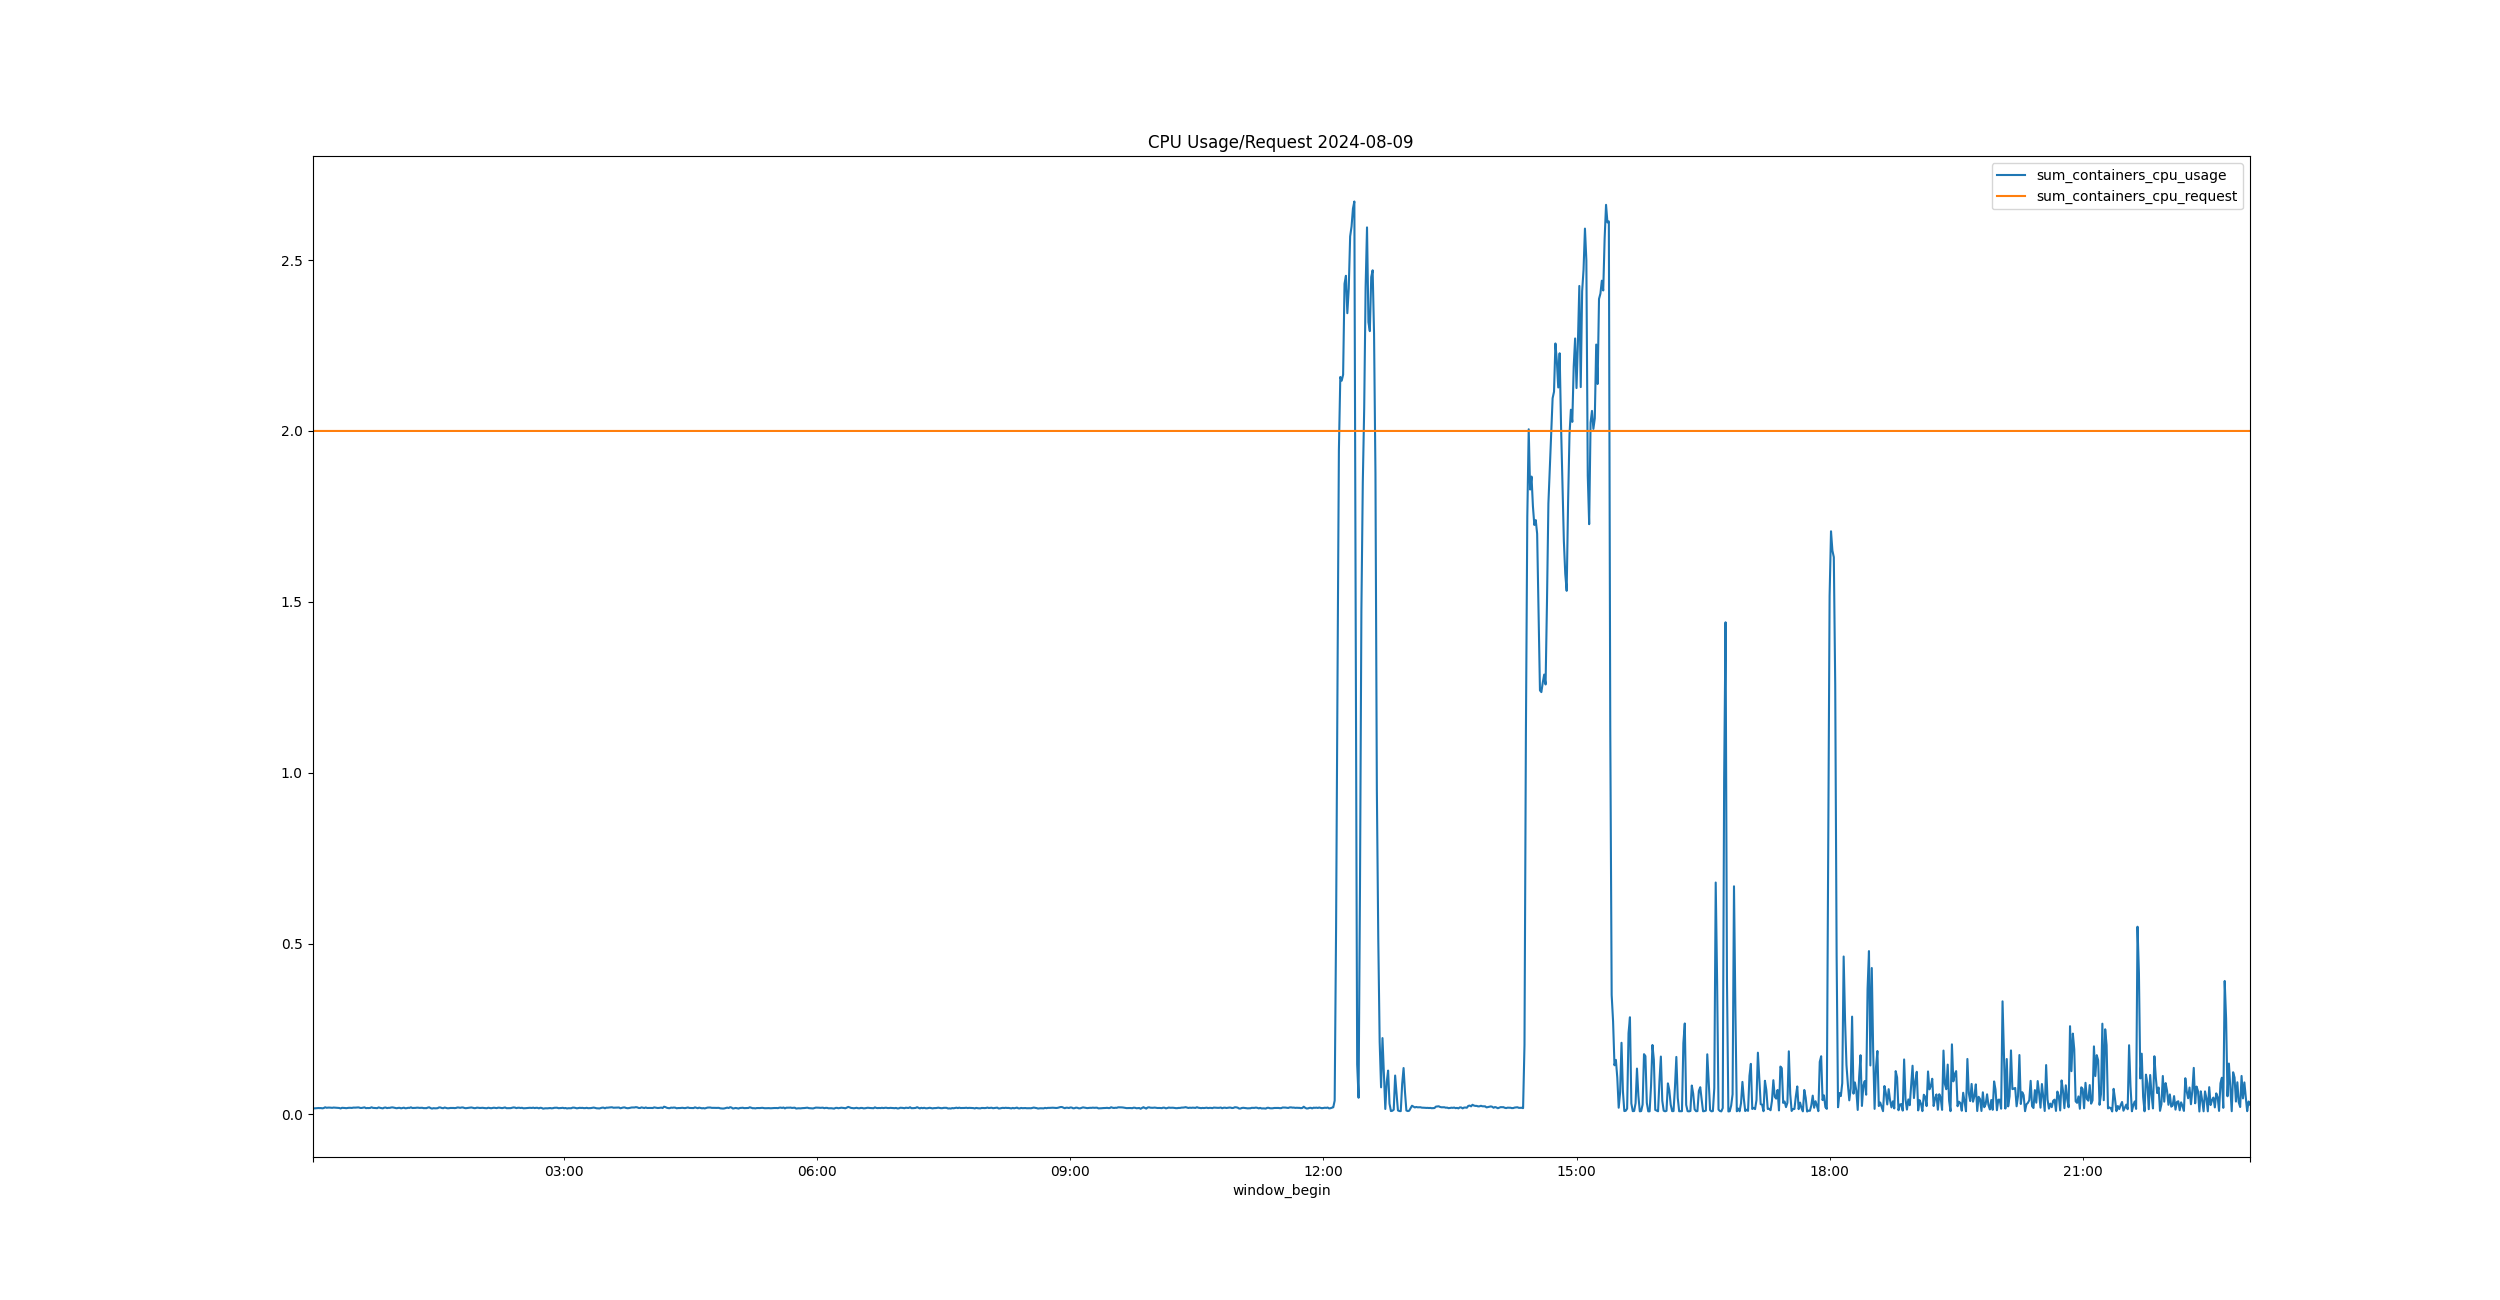 CPU Usage/Request 2024-08-09
sum_containers_cpu_usage
sum_containers_cpu_request
2.5
2.0
1.5
1.0
0.5
0.0
03:00 06:00 09:00 12:00 15:00 18:00 21:00
window_begin